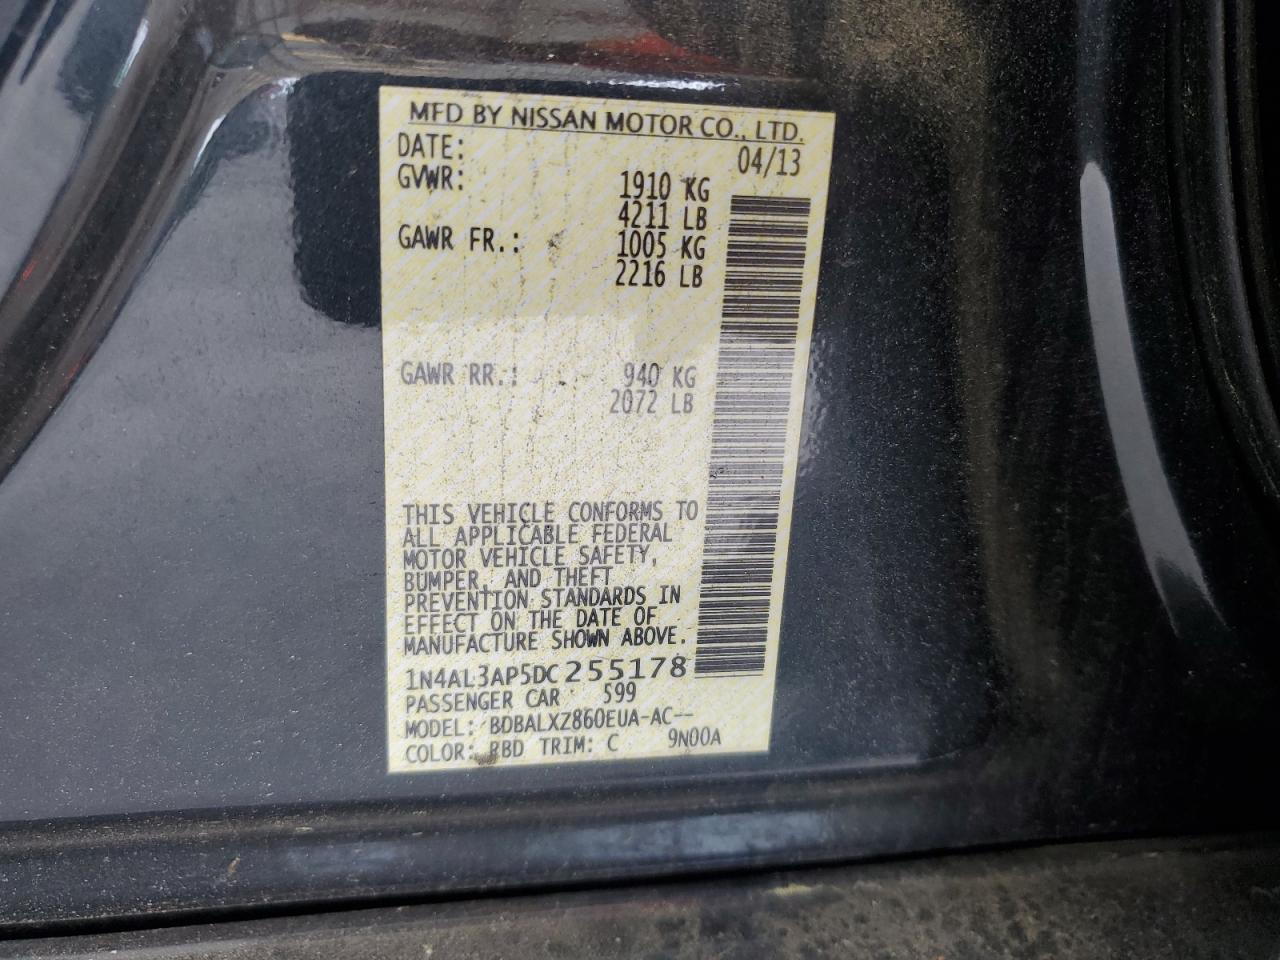 MFD BY NISSAN MOTOR CO., LTD.
DATE: 04/13
GVWR: 1910 KG
4211 LB
GAWR FR.: 1005 KG
2216 LB
GAWR RR.: 940 KG
2072 LB
THIS VEHICLE CONFORMS TO
ALL APPLICABLE FEDERAL
MOTOR VEHICLE SAFETY,
BUMPER, AND THEFT
PREVENTION STANDARDS IN
EFFECT ON THE DATE OF
MANUFACTURE SHOWN ABOVE.
1N4AL3AP5DC255178
PASSENGER CAR 599
MODEL: BDBALXZ860EUA-AC--
COLOR: RBD TRIM: C 9N00A